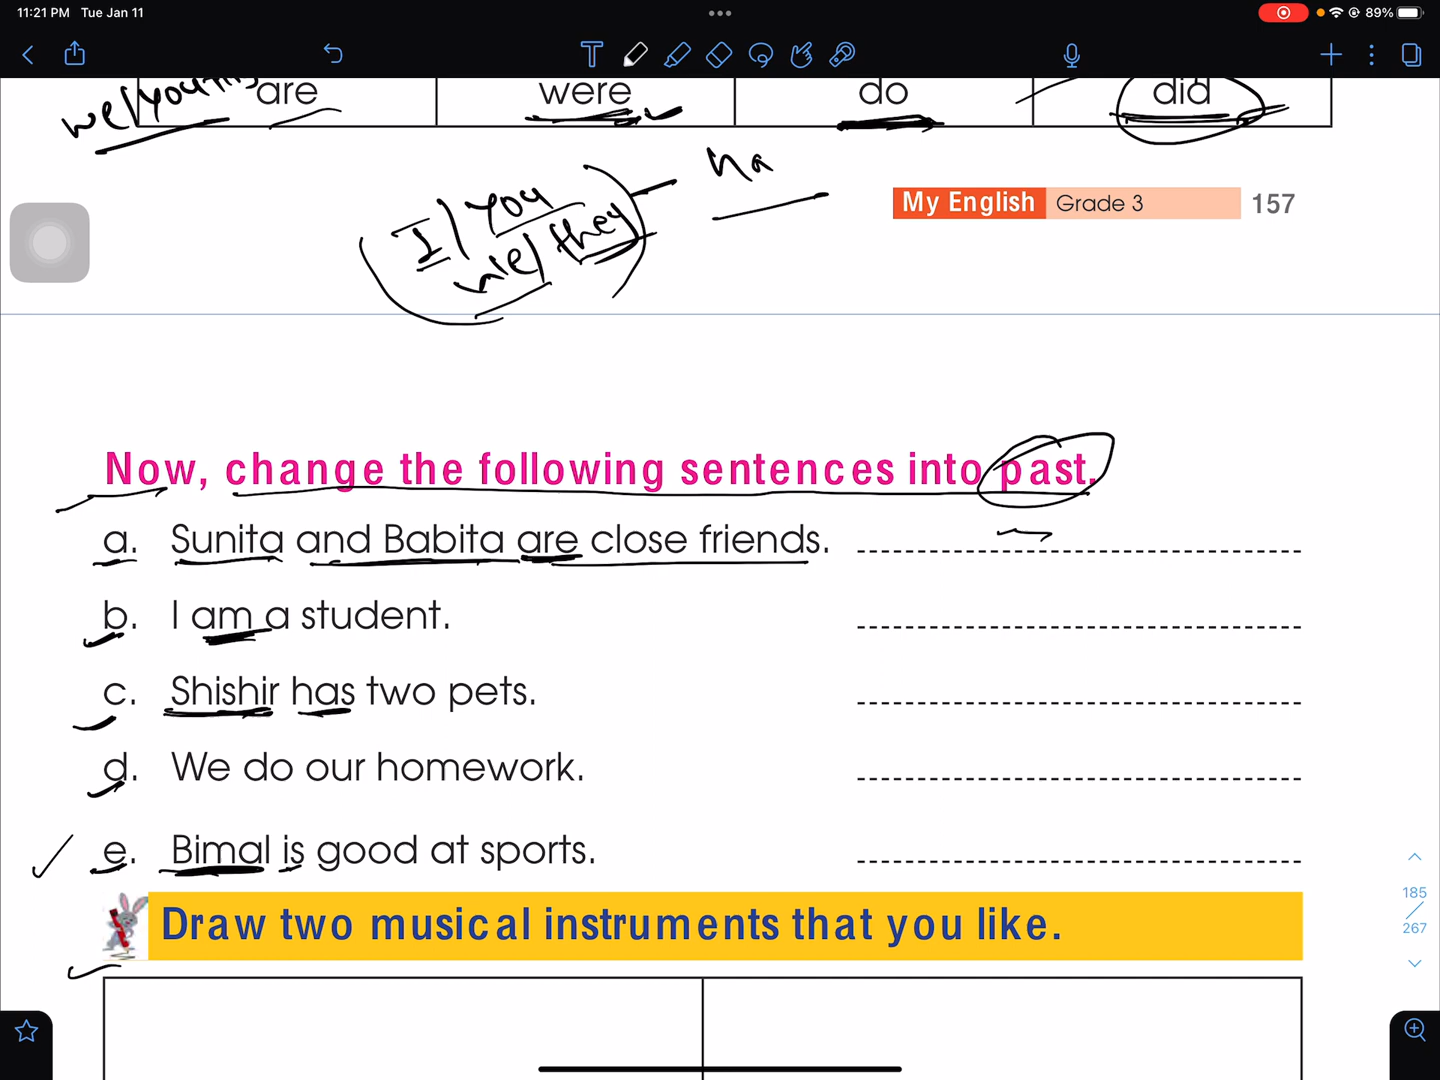 11:21 PM Tue Jan 11
89%
we/you
are were do did
I/you
we/they
ha
My English Grade 3 157
Now, change the following sentences into past.
a. Sunita and Babita are close friends.
b. I am a student.
c. Shishir has two pets.
d. We do our homework.
e. Bimal is good at sports.
185
267
Draw two musical instruments that you like.